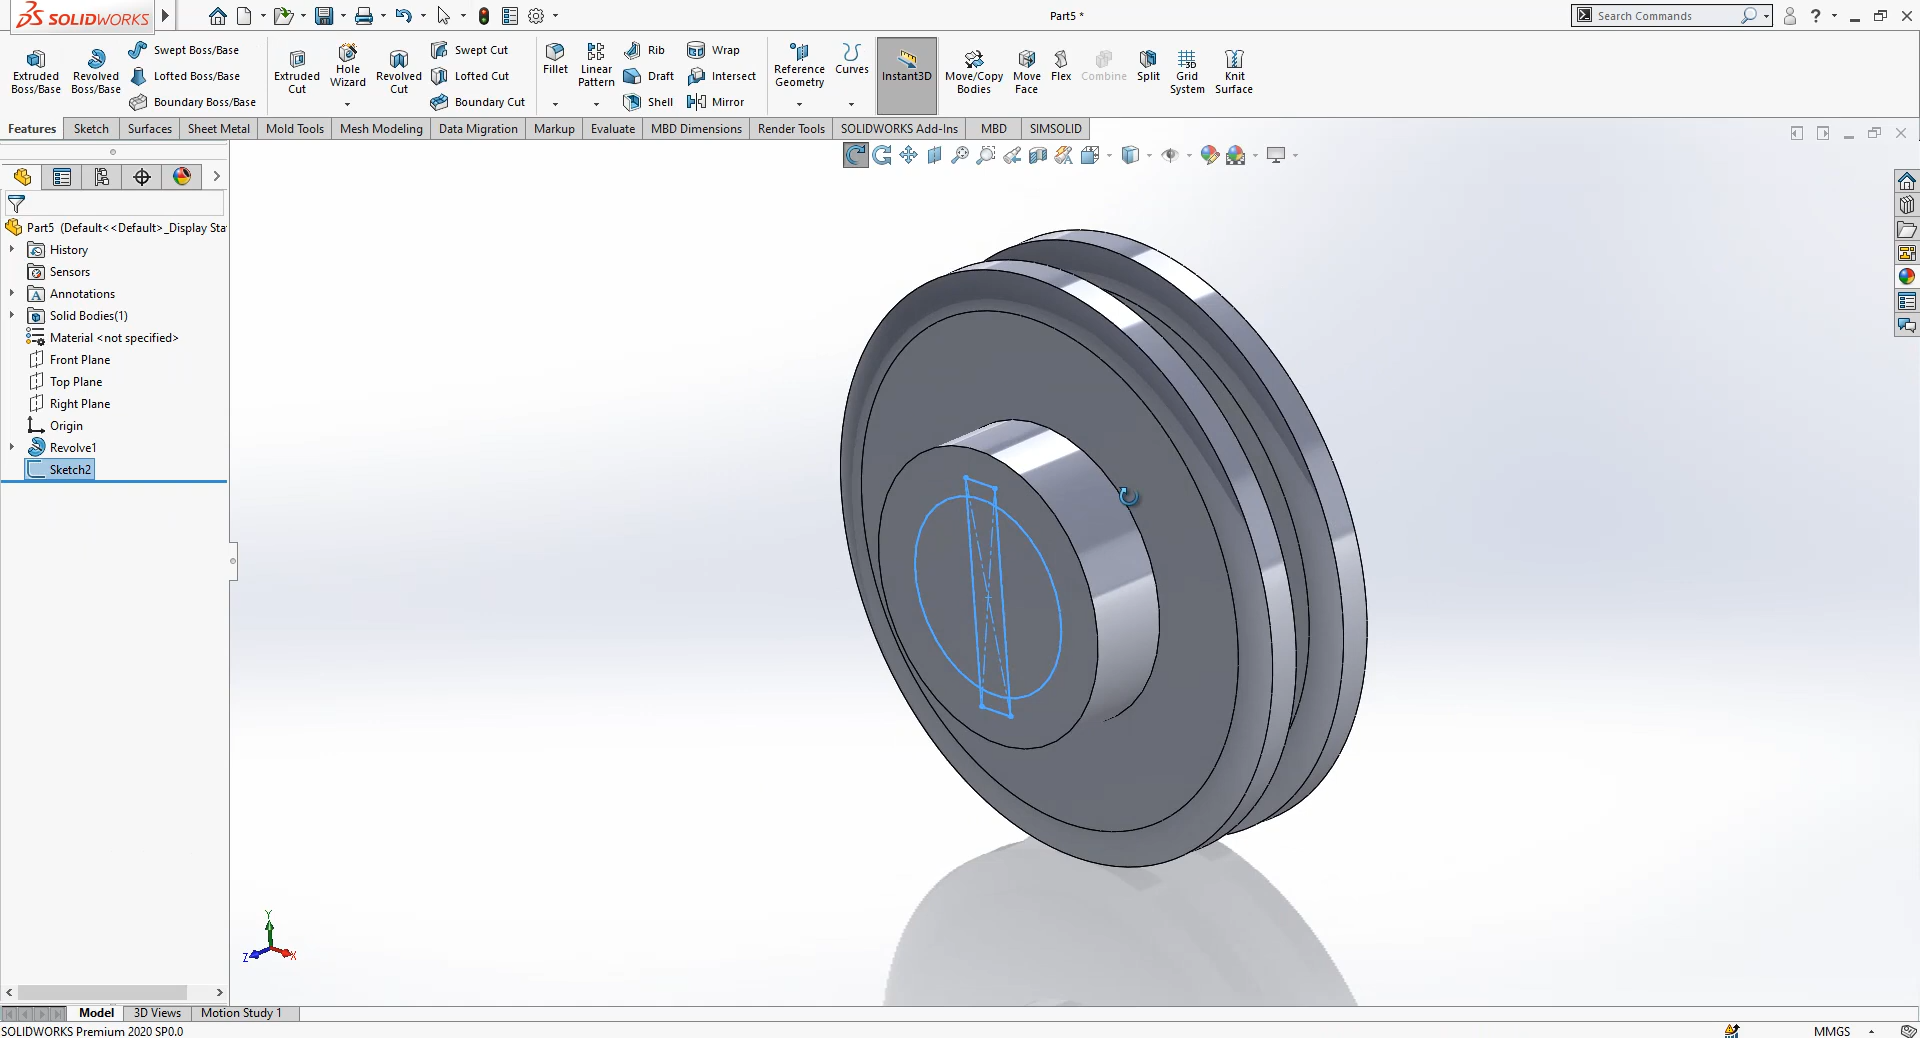 SOLIDWORKS
Part5 *
Search Commands
Extruded Boss/Base
Revolved Boss/Base
Swept Boss/Base
Lofted Boss/Base
Boundary Boss/Base
Extruded Cut
Hole Wizard
Revolved Cut
Swept Cut
Lofted Cut
Boundary Cut
Fillet
Linear Pattern
Rib
Draft
Shell
Wrap
Intersect
Mirror
Reference Geometry
Curves
Instant3D
Move/Copy Bodies
Move Face
Flex
Combine
Split
Grid System
Knit Surface
Features Sketch Surfaces Sheet Metal Mold Tools Mesh Modeling Data Migration Markup Evaluate MBD Dimensions Render Tools SOLIDWORKS Add-Ins MBD SIMSOLID
Part5 (Default<<Default>_Display Sta
History
Sensors
Annotations
Solid Bodies(1)
Material <not specified>
Front Plane
Top Plane
Right Plane
Origin
Revolve1
Sketch2
Y
Z
X
Model 3D Views Motion Study 1
SOLIDWORKS Premium 2020 SP0.0
MMGS